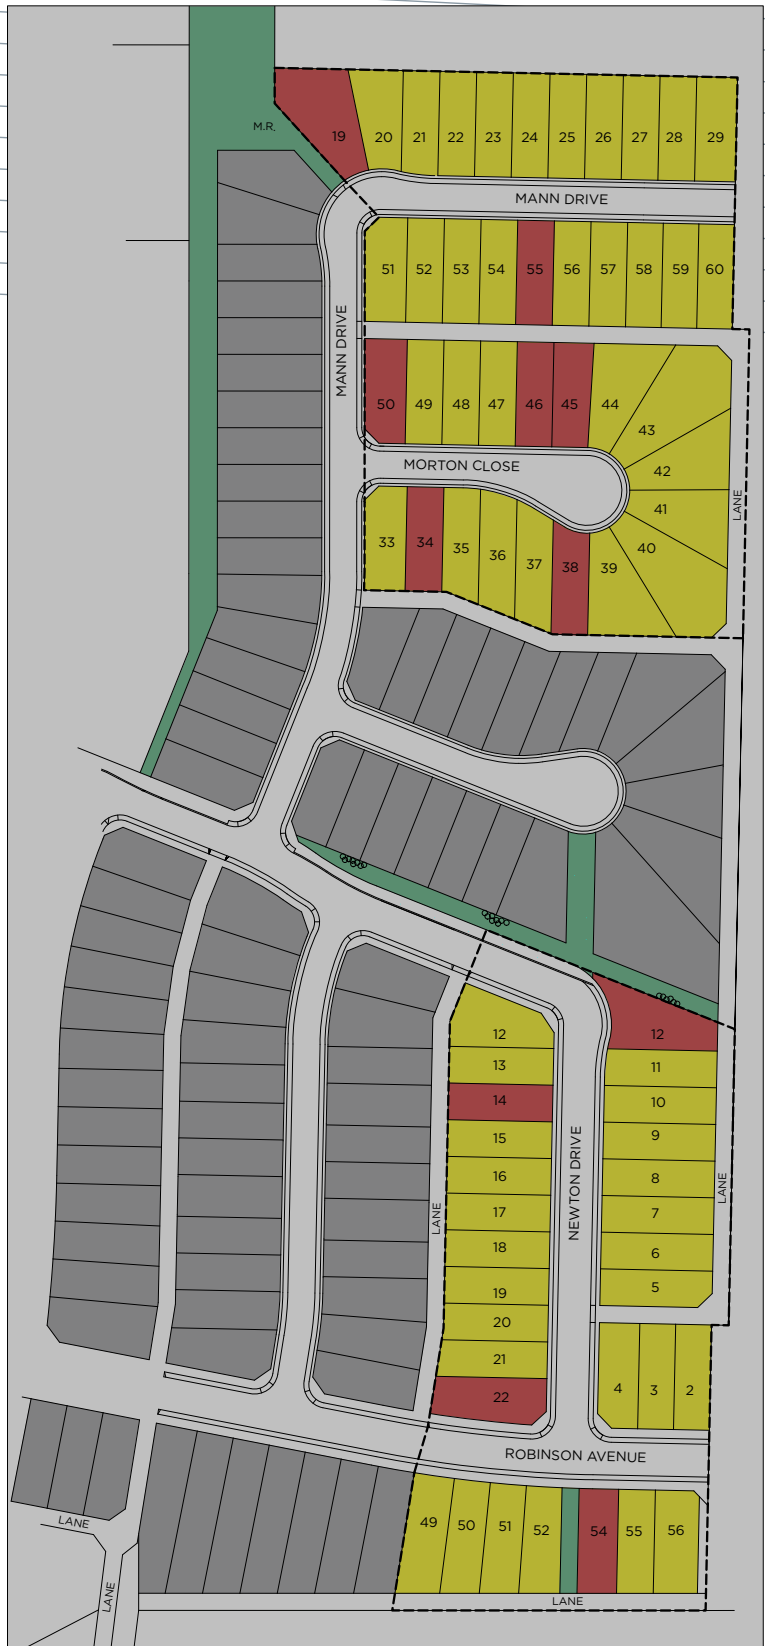 M.R.
19 20 21 22 23 24 25 26 27 28 29
MANN DRIVE
51 52 53 54 55 56 57 58 59 60
MANN DRIVE
50 49 48 47 46 45 44
43
MORTON CLOSE
42
41
LANE
40
33 34 35 36 37 38 39
12
12
13
11
14
10
15
9
16
8
17
7
18
6
19
5
20
21
22
NEWTON DRIVE
LANE
LANE
4 3 2
ROBINSON AVENUE
49 50 51 52 54 55 56
LANE
LANE
LANE